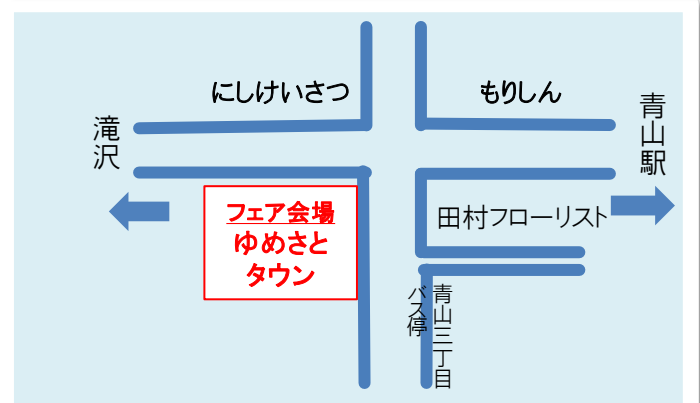 にしけいさつ
もりしん
滝沢
青山駅
フェア会場
ゆめさと
タウン
田村フローリスト
青山三丁目
バス停